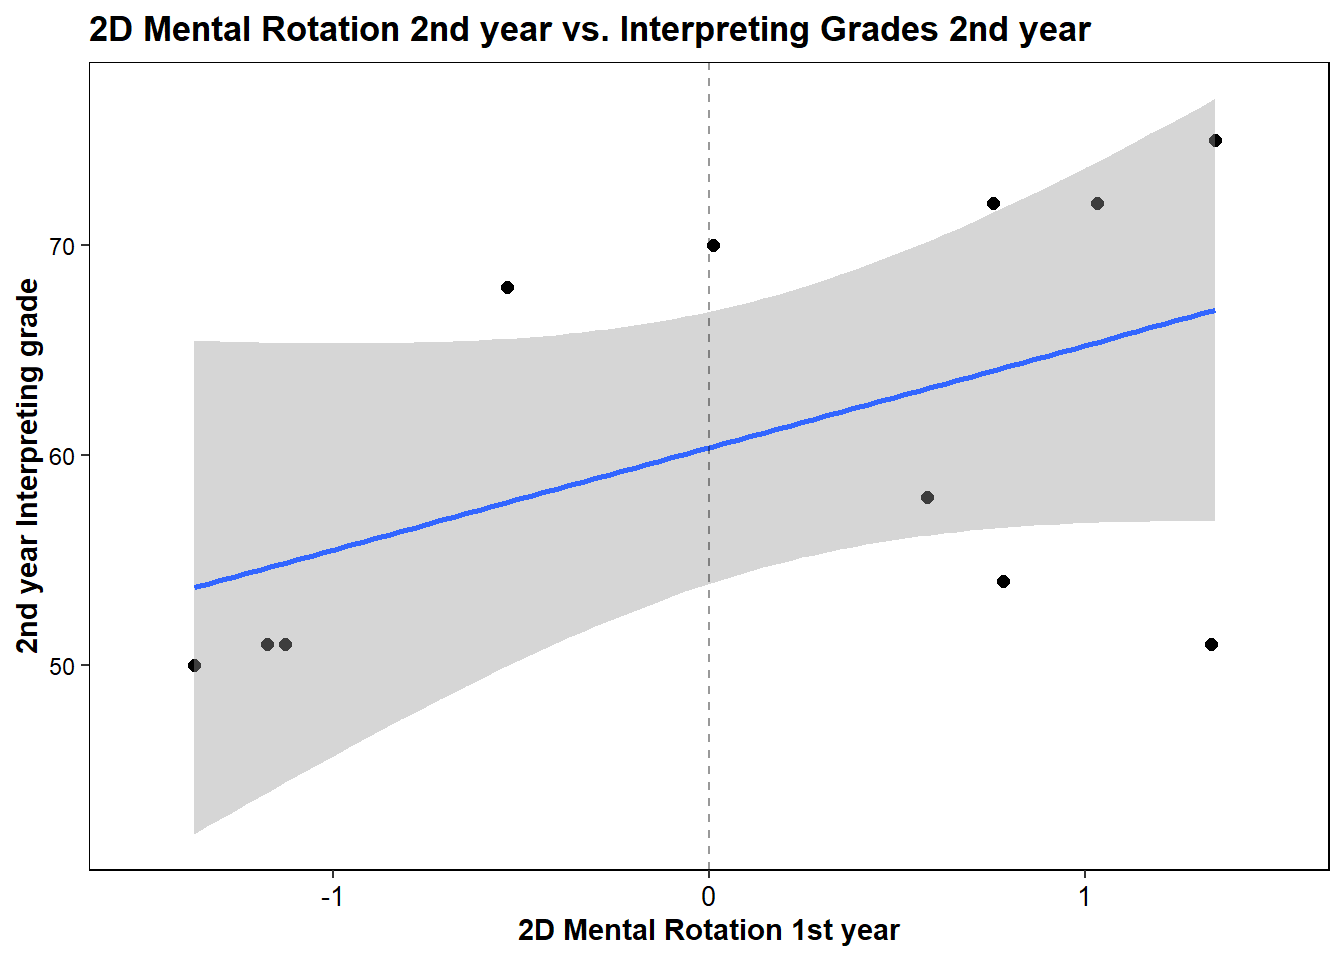 2D Mental Rotation 2nd year vs. Interpreting Grades 2nd year
2nd year Interpreting grade
70
60
50
-1
0
1
2D Mental Rotation 1st year